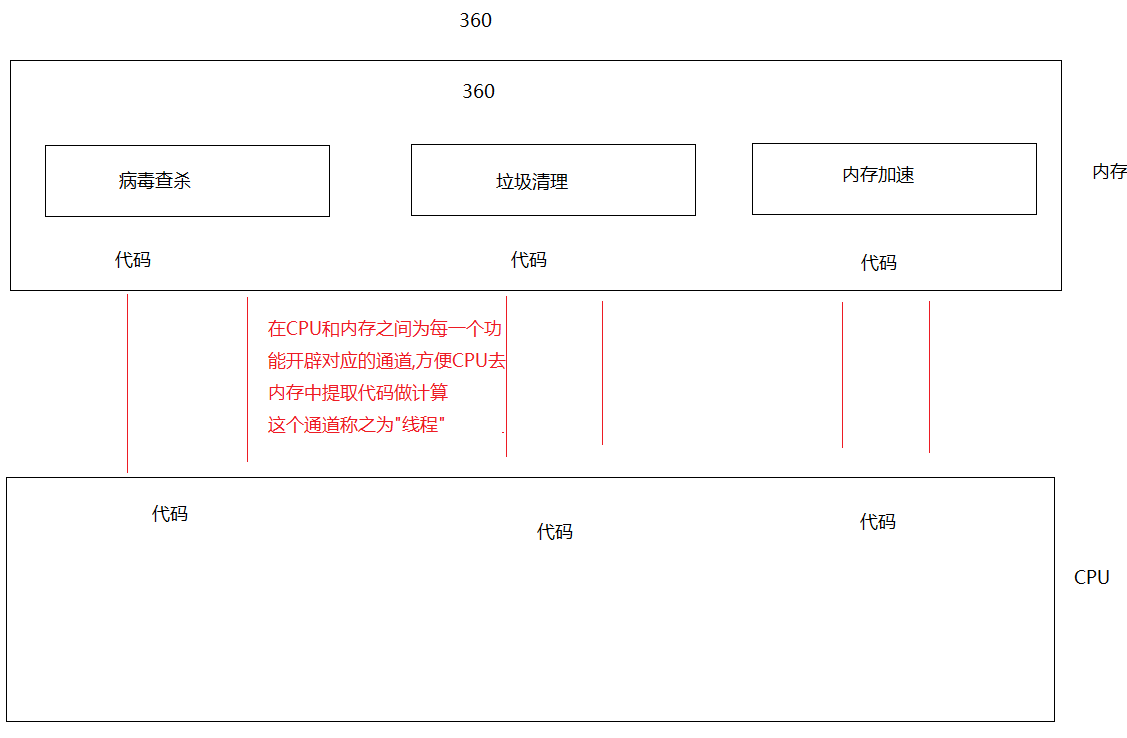 360
360
病毒查杀
垃圾清理
内存加速
内存
代码
代码
代码
在CPU和内存之间为每一个功
能开辟对应的通道,方便CPU去
内存中提取代码做计算
这个通道称之为"线程"
代码
代码
代码
CPU